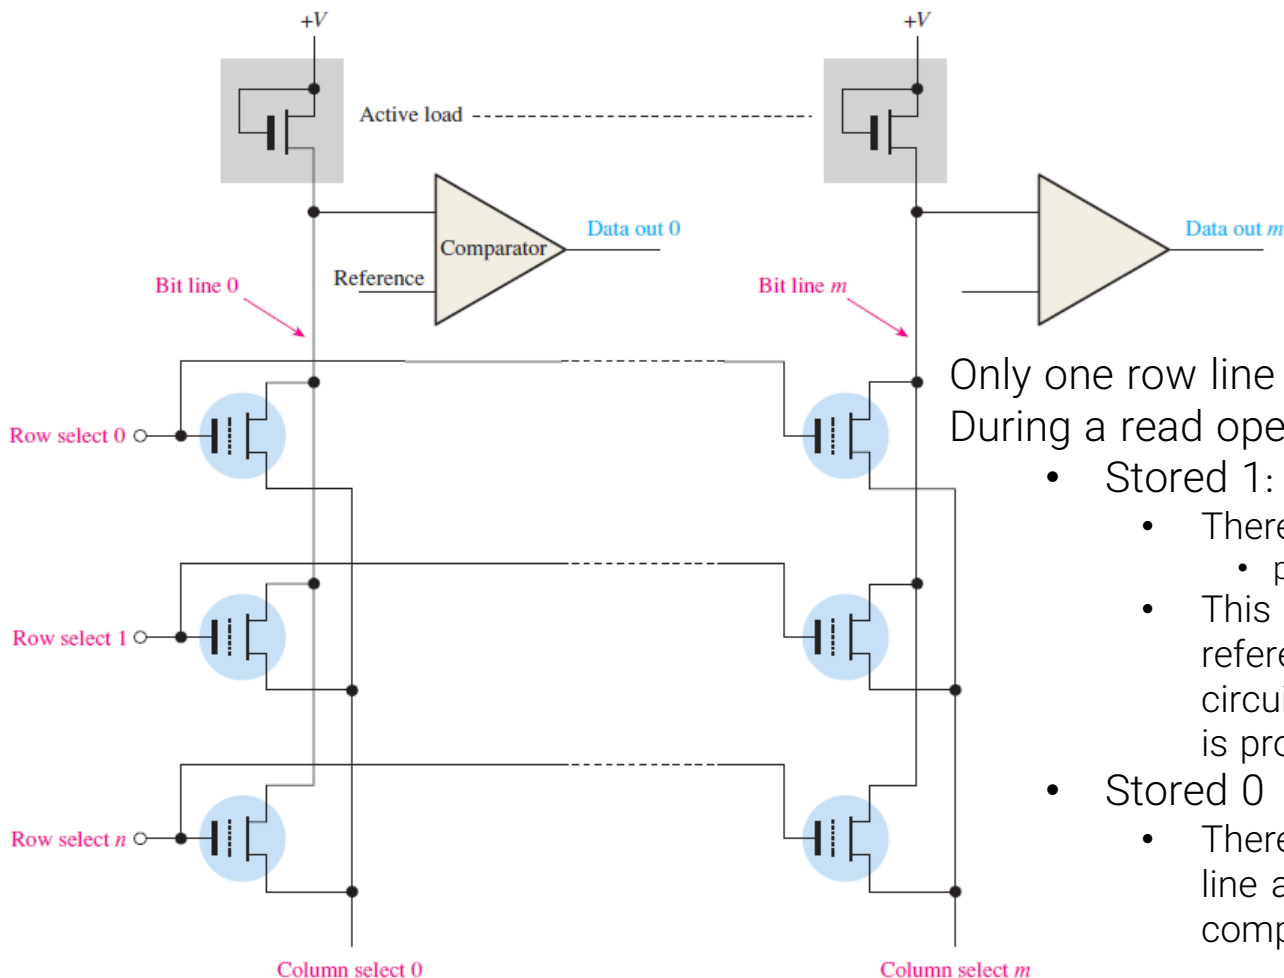 +V
+V
Active load
Data out 0
Data out m
Comparator
Reference
Bit line 0
Bit line m
Row select 0
Row select 1
Row select n
Column select 0
Column select m
Only one row line
During a read ope
• Stored 1:
• There
• p
• This
refere
circui
is pro
• Stored 0
• There
line a
comp